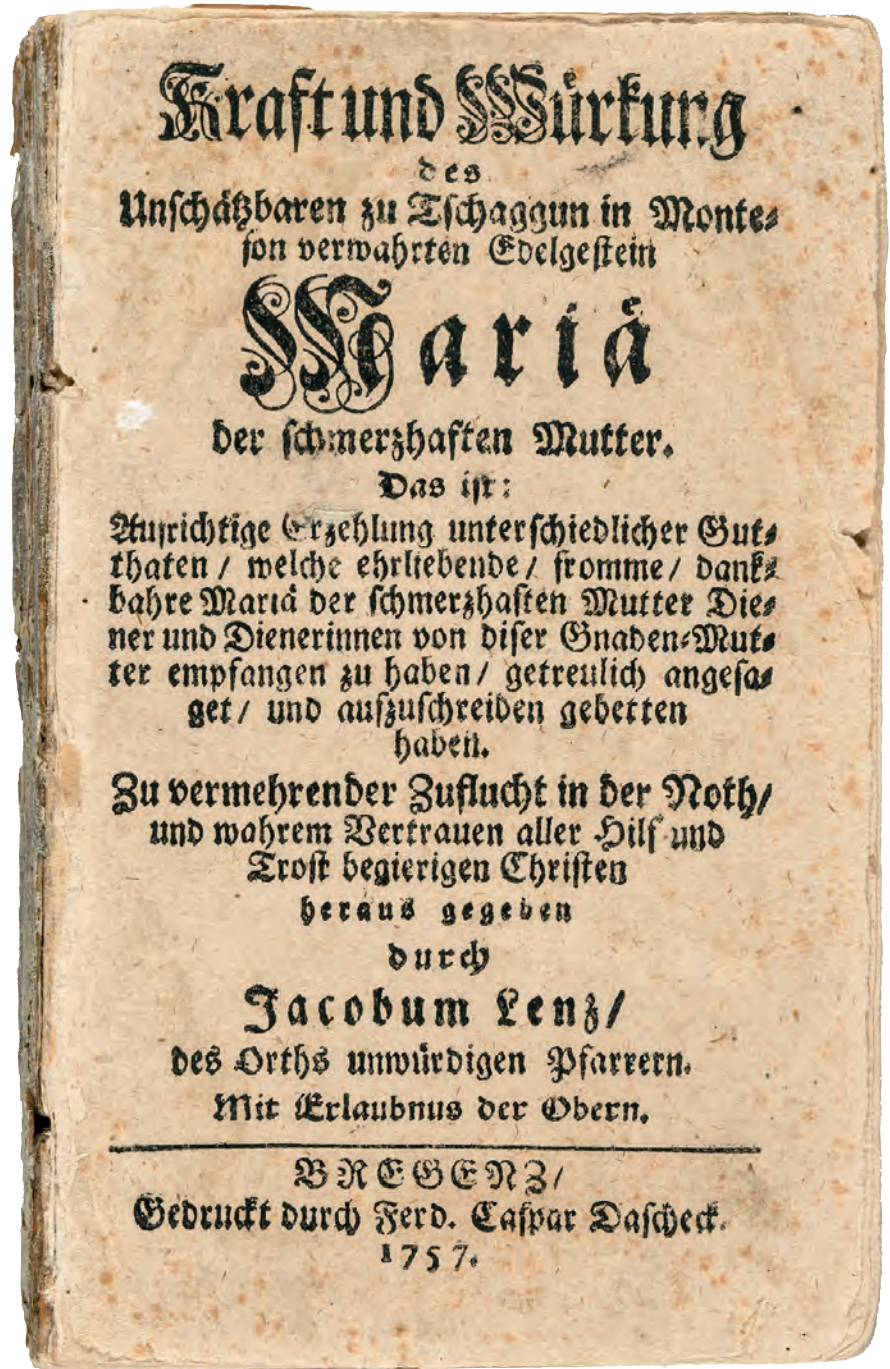 Kraft und Würkung
des
Unschätzbaren zu Tschaggun in Monte⸗
fon verwahrten Edelgestein
Mariä
der schmerzhaften Mutter.
Das ist:
Aufrichtige Erzehlung unterschiedlicher Gut⸗
thaten / welche ehrliebende / fromme / dank⸗
bahre Mariä der schmerzhaften Mutter Die⸗
ner und Dienerinnen von diser Gnaden⸗Mut⸗
ter empfangen zu haben / getreulich angesa⸗
get / und aufzuschreiben gebetten
haben.
Zu vermehrender Zuflucht in der Noth /
und wahrem Vertrauen aller Hilf und
Trost begierigen Christen
heraus gegeben
durch
Jacobum Lenz /
des Orths unwürdigen Pfarrern.
Mit Erlaubnus der Obern.
BREGENZ /
Gedruckt durch Ferd. Caspar Dascheck.
1757.